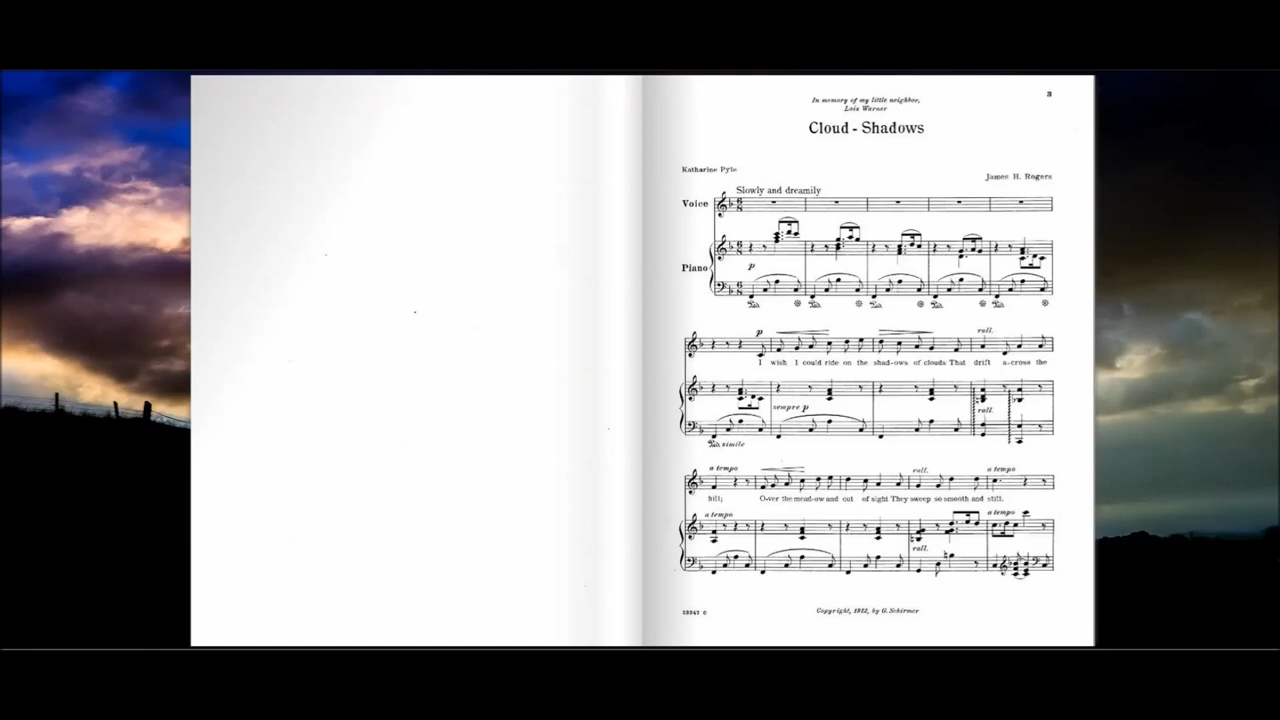 3
In memory of my little neighbor,
Lois Warner
Cloud - Shadows
Katharine Pyle
James H. Rogers
Slowly and dreamily
Voice
Piano
p
p
rall.
I wish I could ride on the shad-ows of clouds That drift a-cross the
sempre p
rall.
simile
a tempo
rall.
a tempo
hill; O-ver the mead-ow and out of sight They sweep so smooth and still.
a tempo
a tempo
rall.
Copyright, 1912, by G. Schirmer